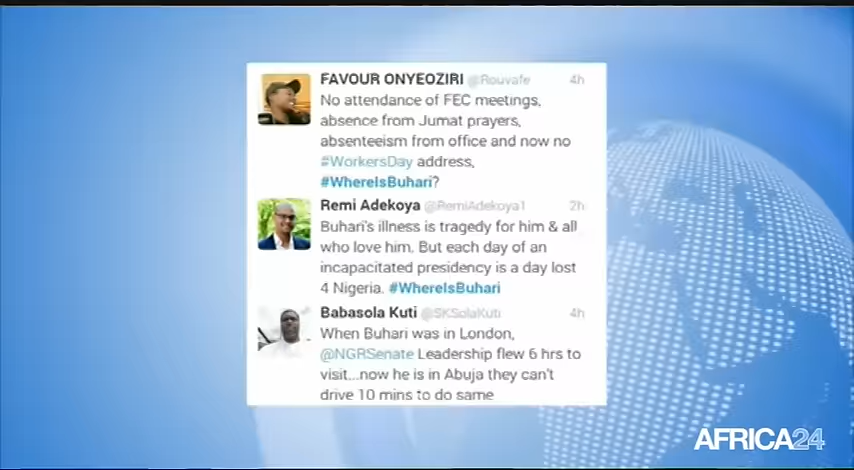 FAVOUR ONYEOZIRI @Rouvafe 4h
No attendance of FEC meetings,
absence from Jumat prayers,
absenteeism from office and now no
#WorkersDay address,
#WhereIsBuhari?
Remi Adekoya @RemiAdekoya1 2h
Buhari's illness is tragedy for him & all
who love him. But each day of an
incapacitated presidency is a day lost
4 Nigeria. #WhereIsBuhari
Babasola Kuti @SKSolaKuti 4h
When Buhari was in London,
@NGRSenate Leadership flew 6 hrs to
visit...now he is in Abuja they can't
drive 10 mins to do same
AFRICA24